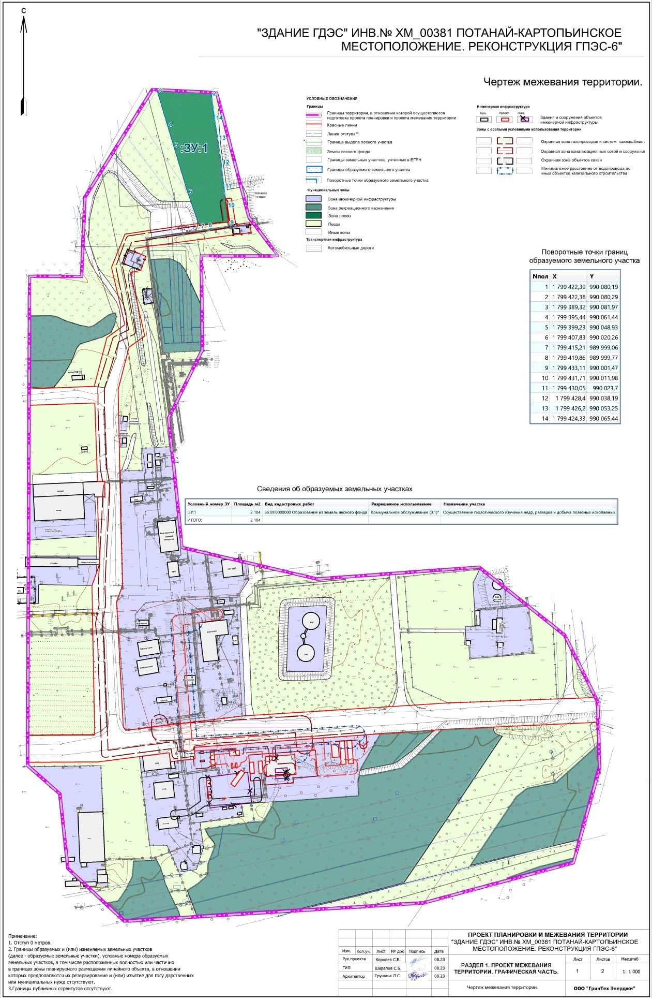 С
"ЗДАНИЕ ГДЭС" ИНВ.№ ХМ_00381 ПОТАНАЙ-КАРТОПЬИНСКОЕ
МЕСТОПОЛОЖЕНИЕ. РЕКОНСТРУКЦИЯ ГПЭС-6"
Чертеж межевания территории.
УСЛОВНЫЕ ОБОЗНАЧЕНИЯ
Границы
Границы территории, в отношении которой осуществляется
подготовка проекта планировки и проекта межевания территории
Красные линии
Линия отступа**
Граница выдела лесного участка
Земли лесного фонда
Границы земельных участков, учтенных в ЕГРН
Границы образуемого земельного участка
Поворотные точки образуемого земельного участка
Функциональные зоны
Зона инженерной инфраструктуры
Зона рекреационного назначения
Зона лесов
Песок
Иные зоны
Транспортная инфраструктура
Автомобильные дороги
Инженерная инфраструктура
Сущ. Проект. Ликв.
Здания и сооружения объектов
инженерной инфраструктуры
Зоны с особыми условиями использования территории
Охранная зона газопроводов и систем газоснабжен
Охранная зона канализационных сетей и сооружени
Охранная зона объектов связи
Минимальное расстояние от водопровода до
иных объектов капитального строительства
3
2
14
4
13
5
:ЗУ:1
12
11
6
10
9
7 8
Поворотные точки границ
образуемого земельного участка
Nпол X Y
1 1 799 422,39 990 080,19
2 1 799 422,38 990 080,29
3 1 799 389,32 990 081,97
4 1 799 395,44 990 061,44
5 1 799 399,23 990 048,93
6 1 799 407,83 990 020,26
7 1 799 415,21 989 999,06
8 1 799 419,86 989 999,77
9 1 799 433,11 990 001,47
10 1 799 431,71 990 011,98
11 1 799 430,05 990 023,7
12 1 799 428,4 990 038,19
13 1 799 426,2 990 053,25
14 1 799 424,33 990 065,44
Сведения об образуемых земельных участках
Условный_номер_ЗУ Площадь_м2 Вид_кадастровых_работ Разрешенное_использование Назначение_участка
:ЗУ:1 2 104 86:09:0000000 Образование из земель лесного фонда Коммунальное обслуживание (3.1)* Осуществление геологического изучения недр, разведка и добыча полезных ископаемых
ИТОГО: 2 104
Примечание:
1. Отступ 0 метров.
2. Границы образуемых и (или) изменяемых земельных участков
(далее - образуемые земельные участки), условные номера образуемых
земельных участков, в том числе расположенных полностью или частично
в границах зоны планируемого размещения линейного объекта, в отношении
которых предполагаются их резервирование и (или) изъятие для госу дарственных
или муниципальных нужд отсутствуют.
3.Границы публичных сервитутов отсутствуют.
ПРОЕКТ ПЛАНИРОВКИ И МЕЖЕВАНИЯ ТЕРРИТОРИИ
"ЗДАНИЕ ГДЭС" ИНВ.№ ХМ_00381 ПОТАНАЙ-КАРТОПЬИНСКОЕ
МЕСТОПОЛОЖЕНИЕ. РЕКОНСТРУКЦИЯ ГПЭС-6"
Изм. Кол.уч. Лист № док Подпись Дата
Рук.проекта Королев С.В. 08.23
ГИП Шарапов С.Б. 08.23
Архитектор Трушина Л.С. 08.23
РАЗДЕЛ 1. ПРОЕКТ МЕЖЕВАНИЯ
ТЕРРИТОРИИ. ГРАФИЧЕСКАЯ ЧАСТЬ.
Лист Листов Масштаб
1 2 1: 1 000
Чертеж межевания территории.
ООО "ГринТех Энерджи"